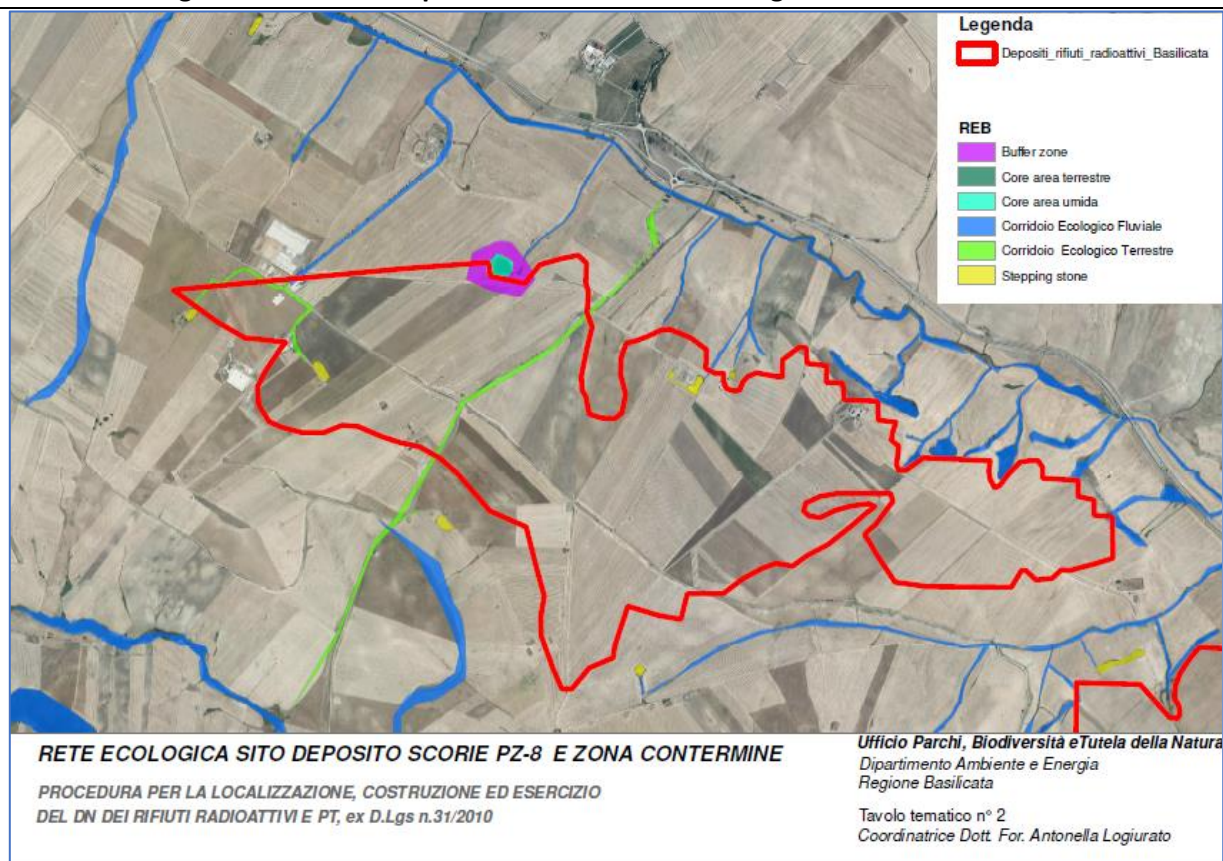 Legenda
Depositi_rifiuti_radioattivi_Basilicata
REB
Buffer zone
Core area terrestre
Core area umida
Corridoio Ecologico Fluviale
Corridoio Ecologico Terrestre
Stepping stone
RETE ECOLOGICA SITO DEPOSITO SCORIE PZ-8 E ZONA CONTERMINE
PROCEDURA PER LA LOCALIZZAZIONE, COSTRUZIONE ED ESERCIZIO
DEL DN DEI RIFIUTI RADIOATTIVI E PT, ex D.Lgs n.31/2010
Ufficio Parchi, Biodiversità eTutela della Natura
Dipartimento Ambiente e Energia
Regione Basilicata
Tavolo tematico n° 2
Coordinatrice Dott. For. Antonella Logiurato